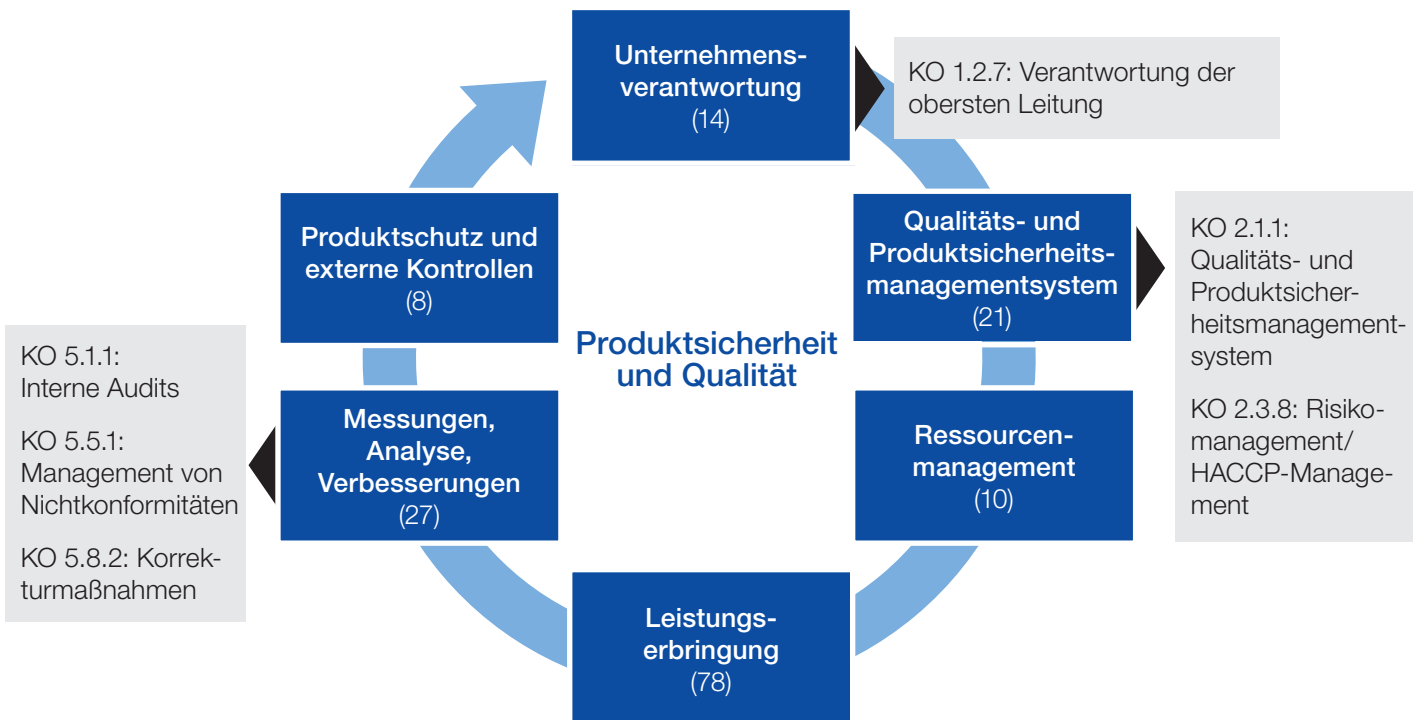 Unternehmens-
verantwortung
(14)
KO 1.2.7: Verantwortung der
obersten Leitung
Qualitäts- und
Produktsicherheits-
managementsystem
(21)
KO 2.1.1:
Qualitäts- und
Produktsicher-
heitsmanagement-
system
KO 2.3.8: Risiko-
management/
HACCP-Manage-
ment
Ressourcen-
management
(10)
Leistungs-
erbringung
(78)
Messungen,
Analyse,
Verbesserungen
(27)
KO 5.1.1:
Interne Audits
KO 5.5.1:
Management von
Nichtkonformitäten
KO 5.8.2: Korrek-
turmaßnahmen
Produktschutz und
externe Kontrollen
(8)
Produktsicherheit
und Qualität